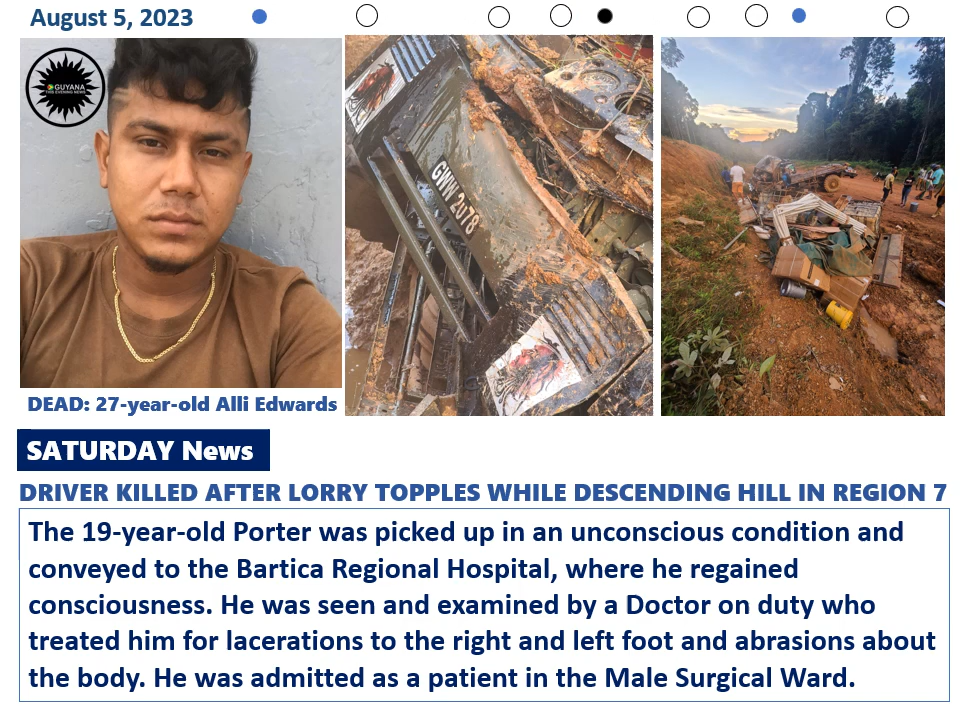 August 5, 2023
GUYANA
THIS EVENING NEWS
GWW 2078
DEAD: 27-year-old Alli Edwards
SATURDAY News
DRIVER KILLED AFTER LORRY TOPPLES WHILE DESCENDING HILL IN REGION 7
The 19-year-old Porter was picked up in an unconscious condition and
conveyed to the Bartica Regional Hospital, where he regained
consciousness. He was seen and examined by a Doctor on duty who
treated him for lacerations to the right and left foot and abrasions about
the body. He was admitted as a patient in the Male Surgical Ward.